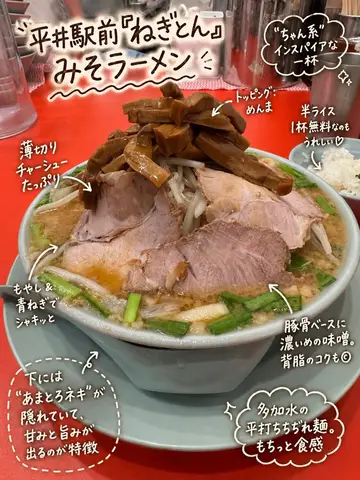 平井駅前『ねぎとん』
みそラーメン
"ちゃん系"
インスパイアな
一杯
トッピング:
めんま
半ライス
1杯無料なのも
うれしい♡
薄切り
チャーシュー
たっぷり
もやし&
青ねぎで
シャキッと
豚骨ベースに
濃いめの味噌。
背脂のコクも◎
下には
"あまとろネギ"が
隠れていて、
甘みと旨みが
出るのが特徴
多加水の
平打ちちぢれ麺。
もちっと食感